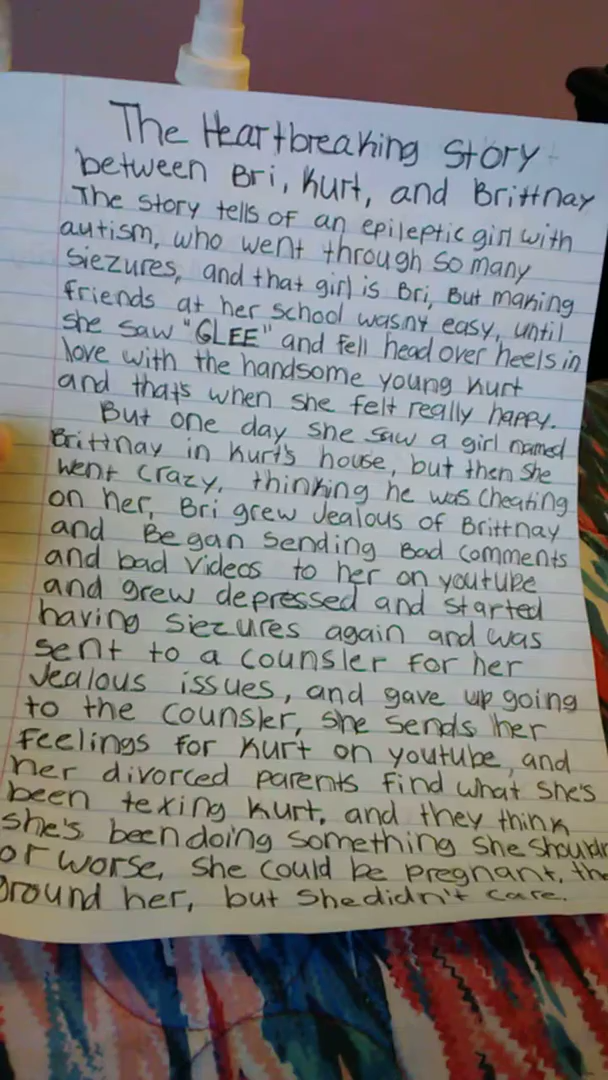 The Heartbreaking Story
between Bri, Kurt, and Brittnay
The story tells of an epileptic girl with
autism, who went through so many
siezures, and that girl is Bri, But making
friends at her school wasn't easy, until
she saw "GLEE" and fell head over heels in
love with the handsome young Kurt
and that's when she felt really happy.
But one day she saw a girl named
Brittnay in Kurt's house, but then she
went crazy, thinking he was cheating
on her, Bri grew Jealous of Brittnay
and Began sending Bad comments
and bad videos to her on youtube
and grew depressed and started
having siezures again and was
sent to a counsler for her
Jealous issues, and gave up going
to the counsler, she sends her
feelings for Kurt on youtube, and
her divorced parents find what she's
been texing Kurt, and they think
she's been doing something she shouldn
or worse, she could be pregnant, the
ground her, but she didn't care.